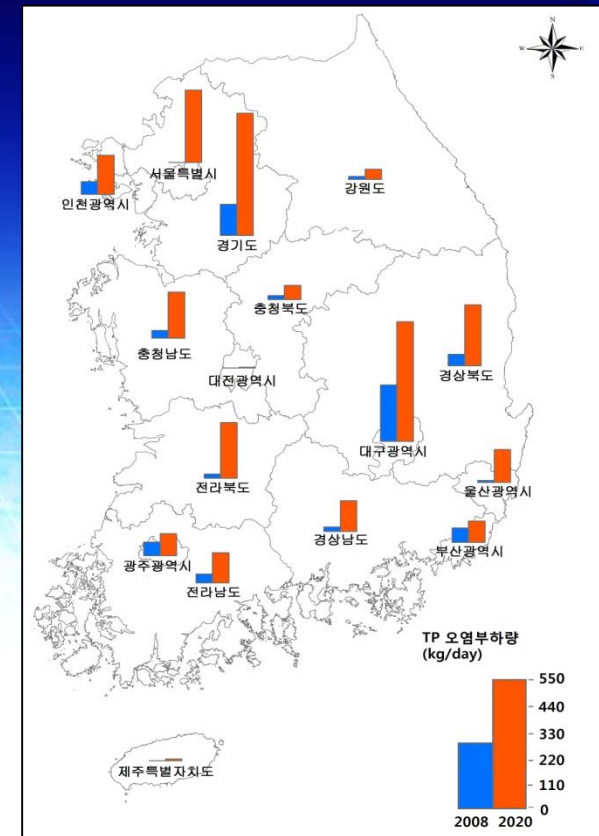 N
W E
S
서울특별시
인천광역시
강원도
경기도
충청북도
충청남도
대전광역시
경상북도
대구광역시
전라북도
울산광역시
경상남도
부산광역시
광주광역시
전라남도
TP 오염부하량
(kg/day)
550
440
330
220
110
0
2008 2020
제주특별자치도